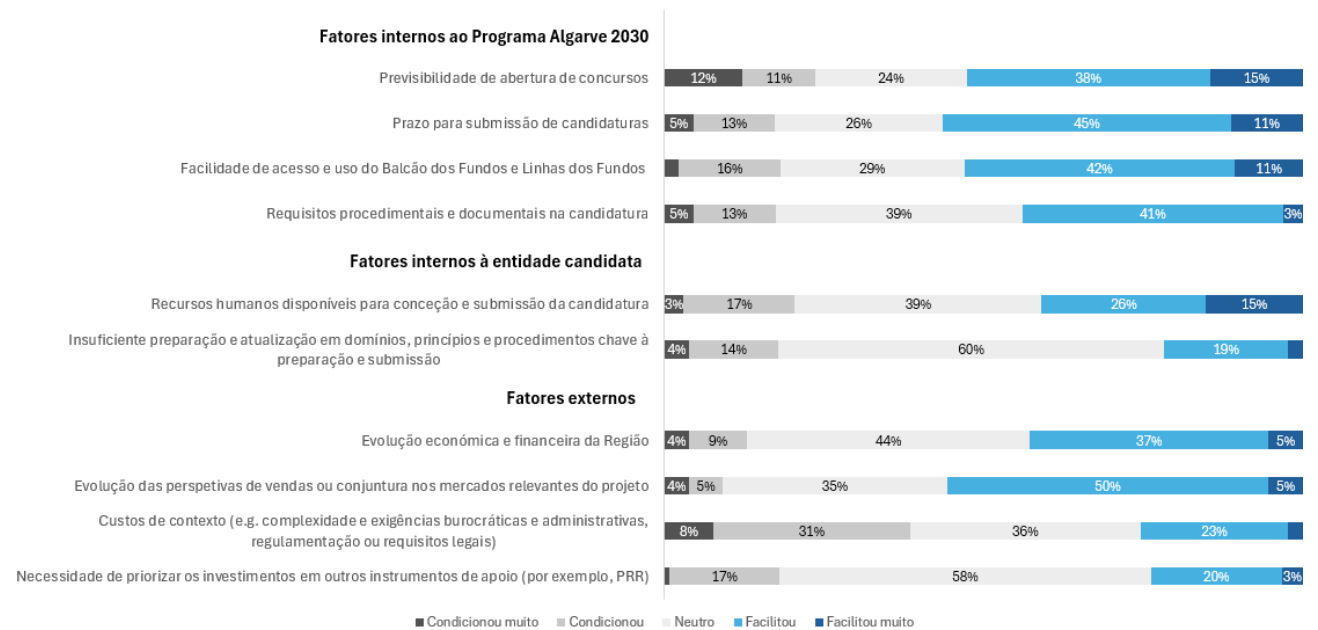 Fatores internos ao Programa Algarve 2030
Previsibilidade de abertura de concursos 12% 11% 24% 38% 15%
Prazo para submissão de candidaturas 5% 13% 26% 45% 11%
Facilidade de acesso e uso do Balcão dos Fundos e Linhas dos Fundos 16% 29% 42% 11%
Requisitos procedimentais e documentais na candidatura 5% 13% 39% 41% 3%
Fatores internos à entidade candidata
Recursos humanos disponíveis para conceção e submissão da candidatura 3% 17% 39% 26% 15%
Insuficiente preparação e atualização em domínios, princípios e procedimentos chave à
preparação e submissão 4% 14% 60% 19%
Fatores externos
Evolução económica e financeira da Região 4% 9% 44% 37% 5%
Evolução das perspetivas de vendas ou conjuntura nos mercados relevantes do projeto 4% 5% 35% 50% 5%
Custos de contexto (e.g. complexidade e exigências burocráticas e administrativas,
regulamentação ou requisitos legais) 8% 31% 36% 23%
Necessidade de priorizar os investimentos em outros instrumentos de apoio (por exemplo, PRR) 17% 58% 20% 3%
Condicionou muito Condicionou Neutro Facilitou Facilitou muito